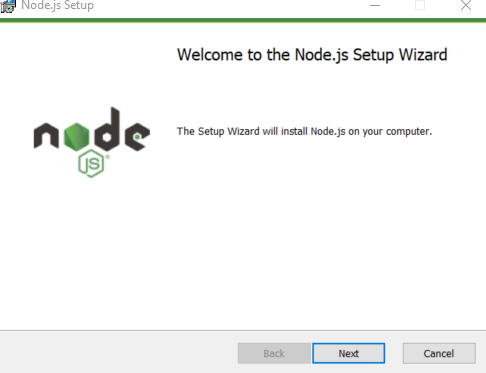 Node.js Setup
Welcome to the Node.js Setup Wizard
node
JS
The Setup Wizard will install Node.js on your computer.
Back Next Cancel